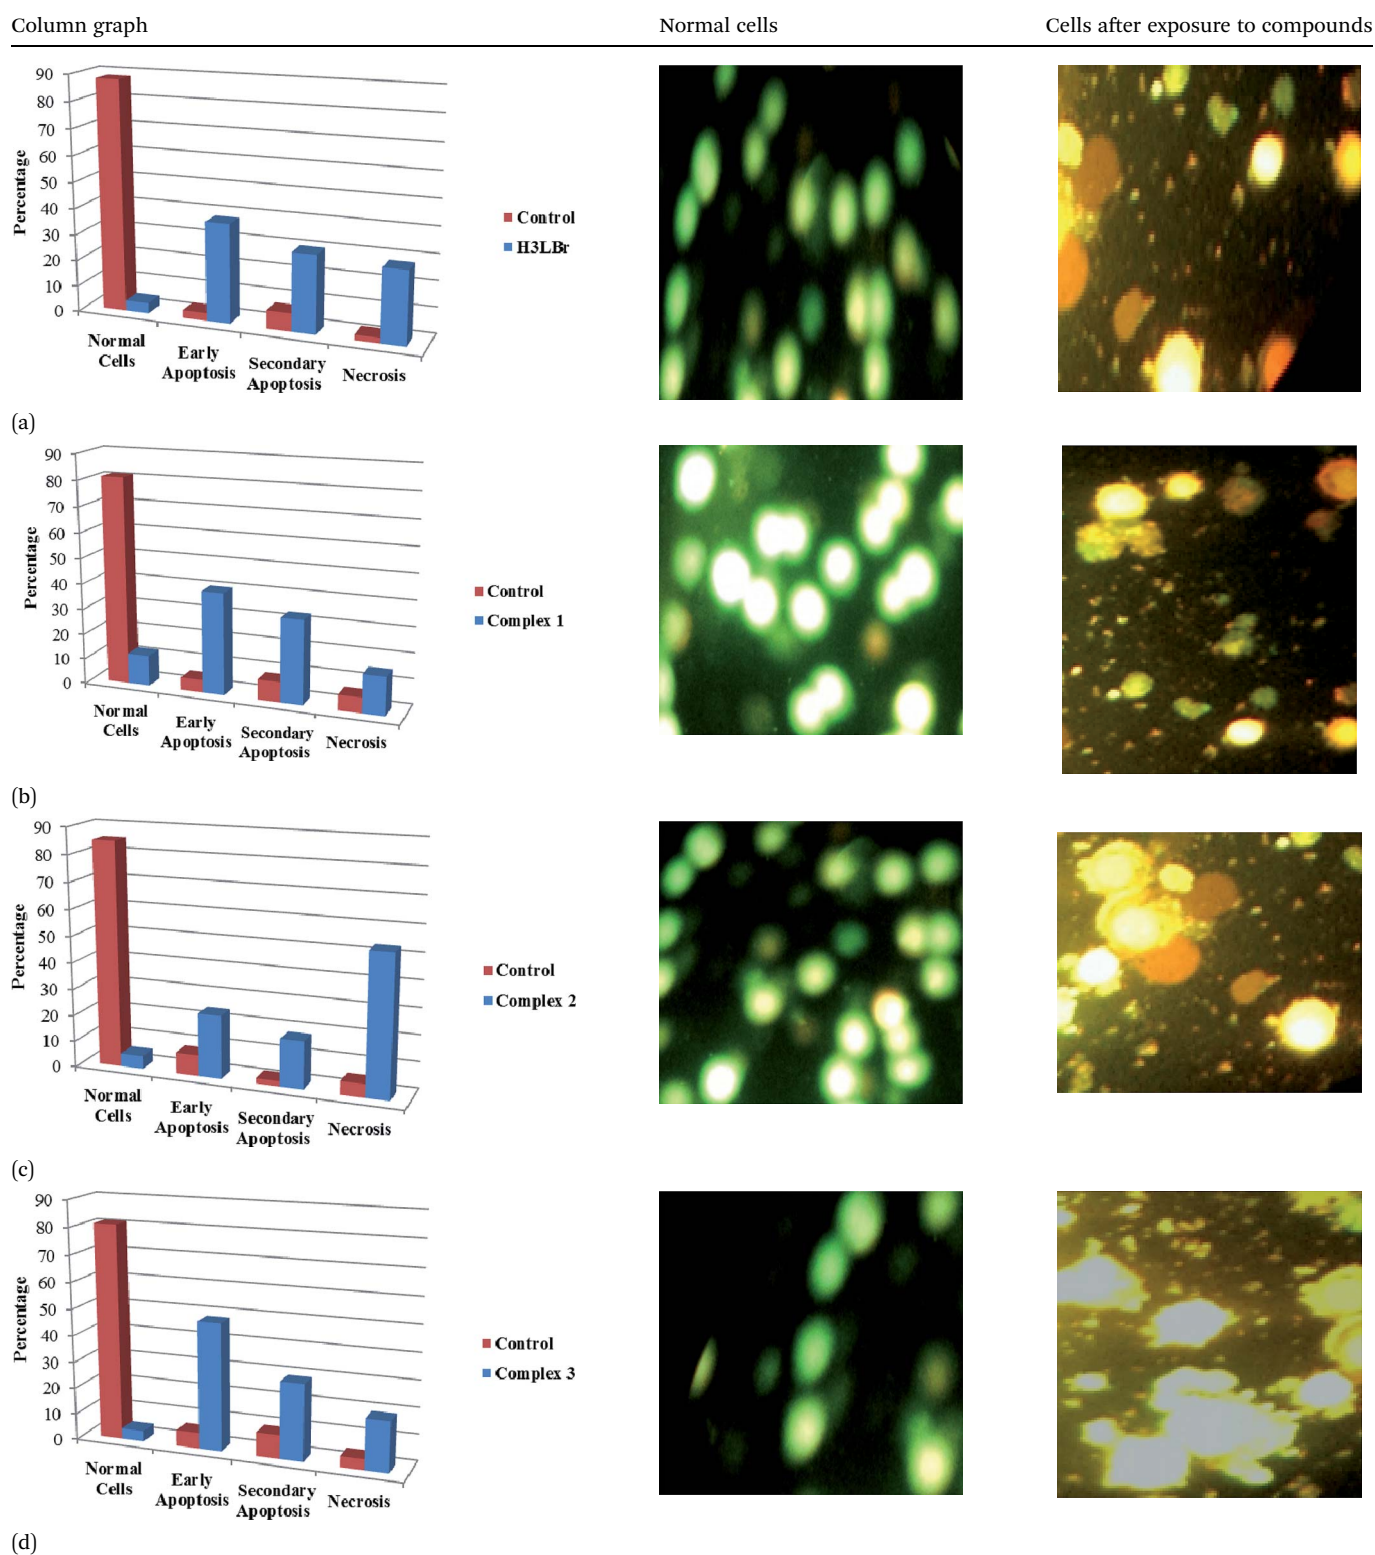 Column graph Normal cells Cells after exposure to compounds
90
80
70
60
50
40
30
20
10
0
Percentage
Normal Cells
Early Apoptosis
Secondary Apoptosis
Necrosis
Control
H3LBr
(a)
90
80
70
60
50
40
30
20
10
0
Percentage
Normal Cells
Early Apoptosis
Secondary Apoptosis
Necrosis
Control
Complex 1
(b)
90
80
70
60
50
40
30
20
10
0
Percentage
Normal Cells
Early Apoptosis
Secondary Apoptosis
Necrosis
Control
Complex 2
(c)
90
80
70
60
50
40
30
20
10
0
Percentage
Normal Cells
Early Apoptosis
Secondary Apoptosis
Necrosis
Control
Complex 3
(d)